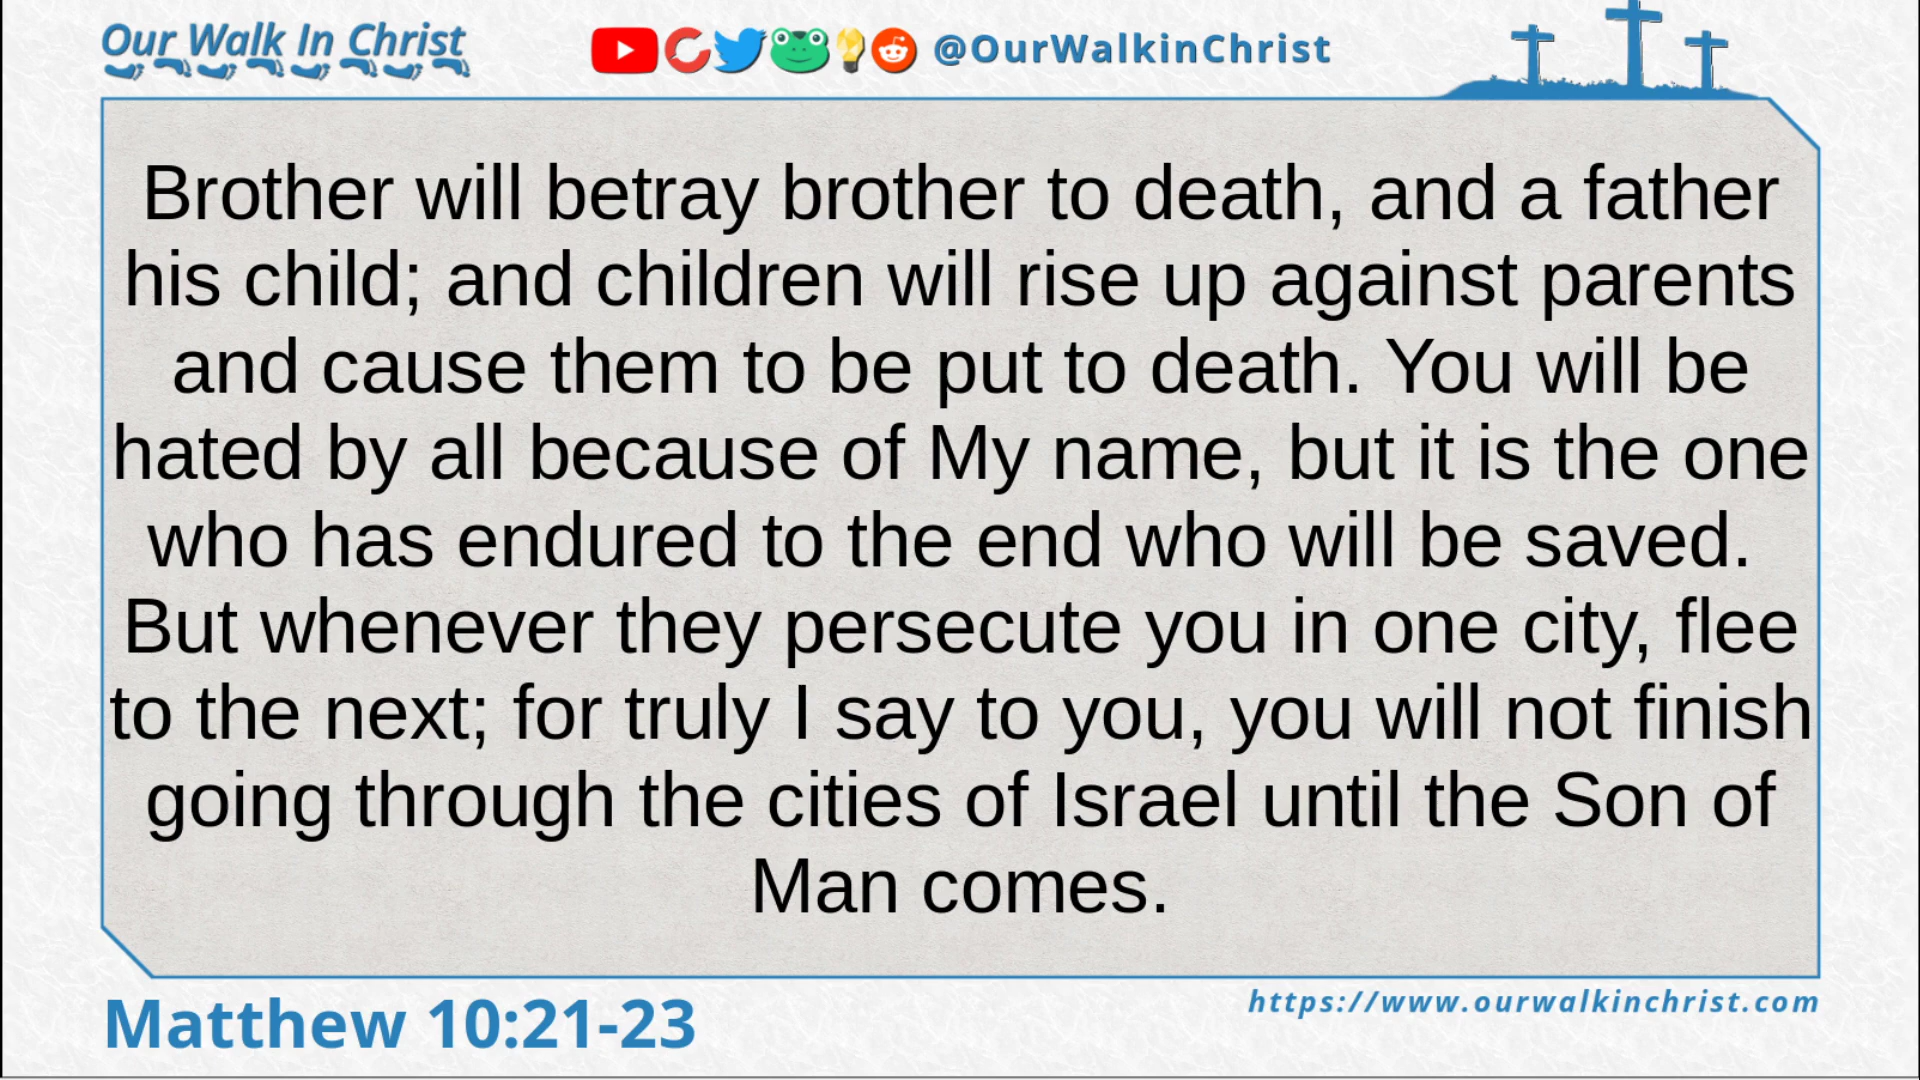 Our Walk In Christ
@OurWalkinChrist
Brother will betray brother to death, and a father
his child; and children will rise up against parents
and cause them to be put to death. You will be
hated by all because of My name, but it is the one
who has endured to the end who will be saved.
But whenever they persecute you in one city, flee
to the next; for truly I say to you, you will not finish
going through the cities of Israel until the Son of
Man comes.
Matthew 10:21-23
https://www.ourwalkinchrist.com